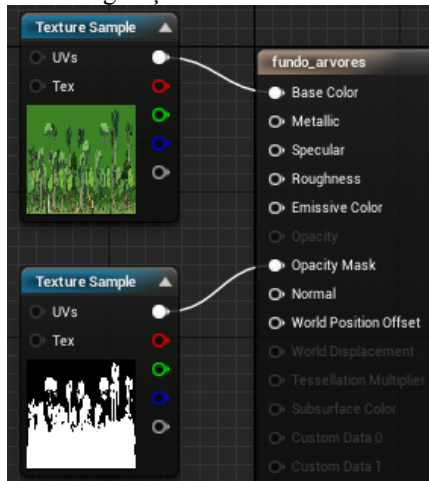 Texture Sample
UVs
Tex
Texture Sample
UVs
Tex
fundo_arvores
Base Color
Metallic
Specular
Roughness
Emissive Color
Opacity
Opacity Mask
Normal
World Position Offset
World Displacement
Tessellation Multiplier
Subsurface Color
Custom Data 0
Custom Data 1